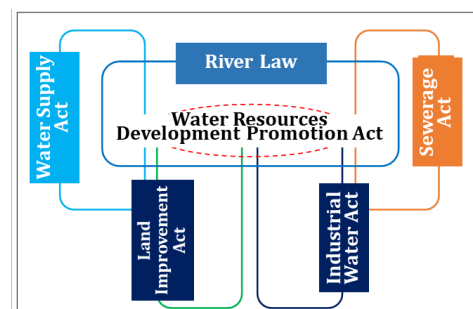 River Law
Water Supply
Act
Water Resources
Development Promotion Act
Sewerage
Act
Land
Improvement
Act
Industrial
Water Act